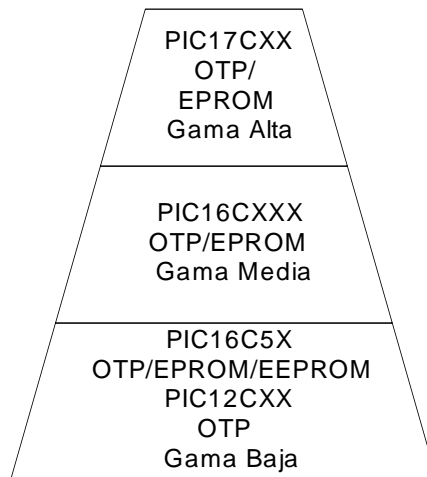 PIC17CXX
OTP/
EPROM
Gama Alta
PIC16CXXX
OTP/EPROM
Gama Media
PIC16C5X
OTP/EPROM/EEPROM
PIC12CXX
OTP
Gama Baja